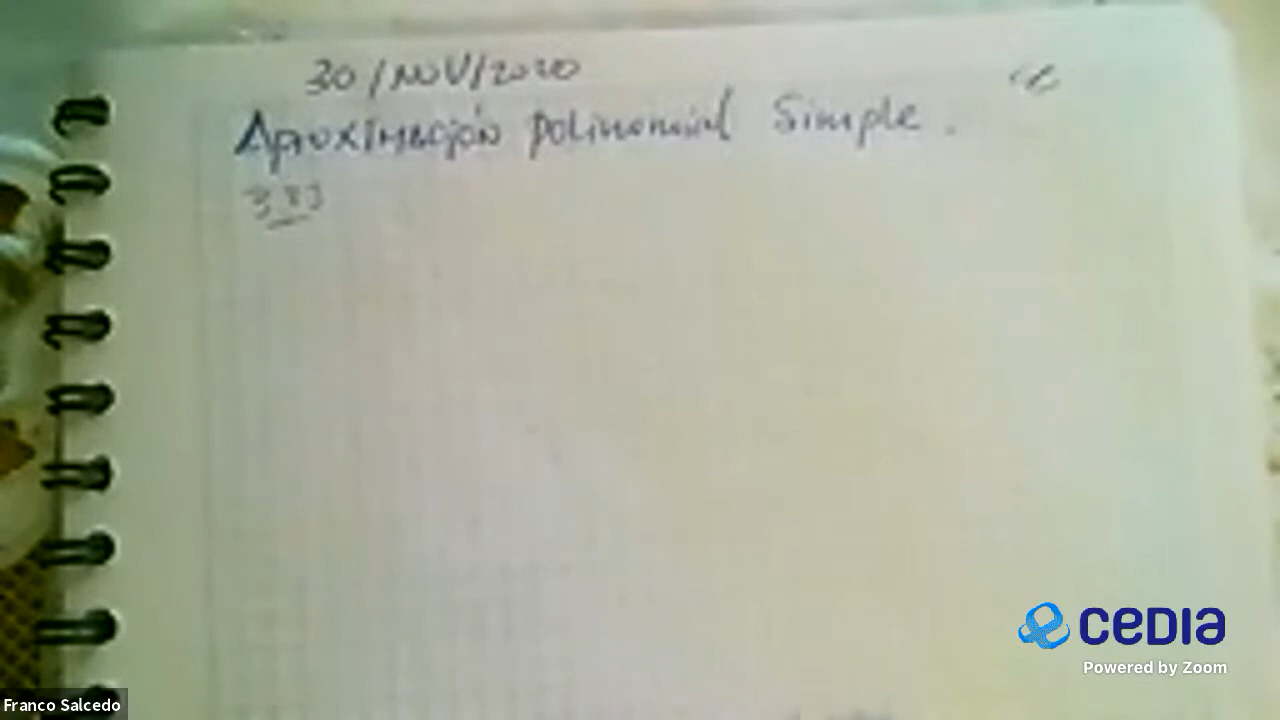 30/NOV/2020
Aproximación polinomial Simple.
CEDIA
Powered by Zoom
Franco Salcedo